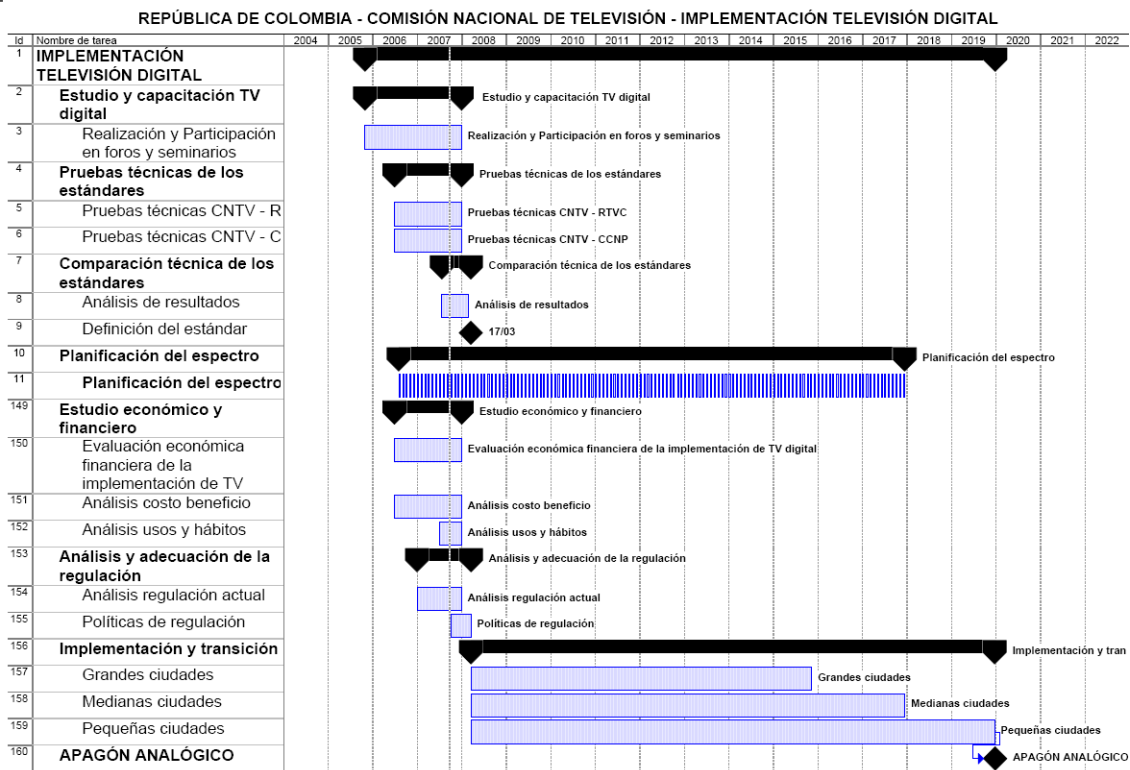 REPÚBLICA DE COLOMBIA - COMISIÓN NACIONAL DE TELEVISIÓN - IMPLEMENTACIÓN TELEVISIÓN DIGITAL
Id Nombre de tarea 2004 2005 2006 2007 2008 2009 2010 2011 2012 2013 2014 2015 2016 2017 2018 2019 2020 2021 2022
1 IMPLEMENTACIÓN
TELEVISIÓN DIGITAL
2 Estudio y capacitación TV Estudio y capacitación TV digital
digital
3 Realización y Participación Realización y Participación en foros y seminarios
en foros y seminarios
4 Pruebas técnicas de los Pruebas técnicas de los estándares
estándares
5 Pruebas técnicas CNTV - R Pruebas técnicas CNTV - RTVC
6 Pruebas técnicas CNTV - C Pruebas técnicas CNTV - CCNP
7 Comparación técnica de los Comparación técnica de los estándares
estándares
8 Análisis de resultados Análisis de resultados
9 Definición del estándar 17/03
10 Planificación del espectro Planificación del espectro
11 Planificación del espectro
149 Estudio económico y Estudio económico y financiero
financiero
150 Evaluación económica Evaluación económica financiera de la implementación de TV digital
financiera de la
implementación de TV
151 Análisis costo beneficio Análisis costo beneficio
152 Análisis usos y hábitos Análisis usos y hábitos
153 Análisis y adecuación de la Análisis y adecuación de la regulación
regulación
154 Análisis regulación actual Análisis regulación actual
155 Políticas de regulación Políticas de regulación
156 Implementación y transición Implementación y tran
157 Grandes ciudades Grandes ciudades
158 Medianas ciudades Medianas ciudades
159 Pequeñas ciudades Pequeñas ciudades
160 APAGÓN ANALÓGICO APAGÓN ANALÓGICO